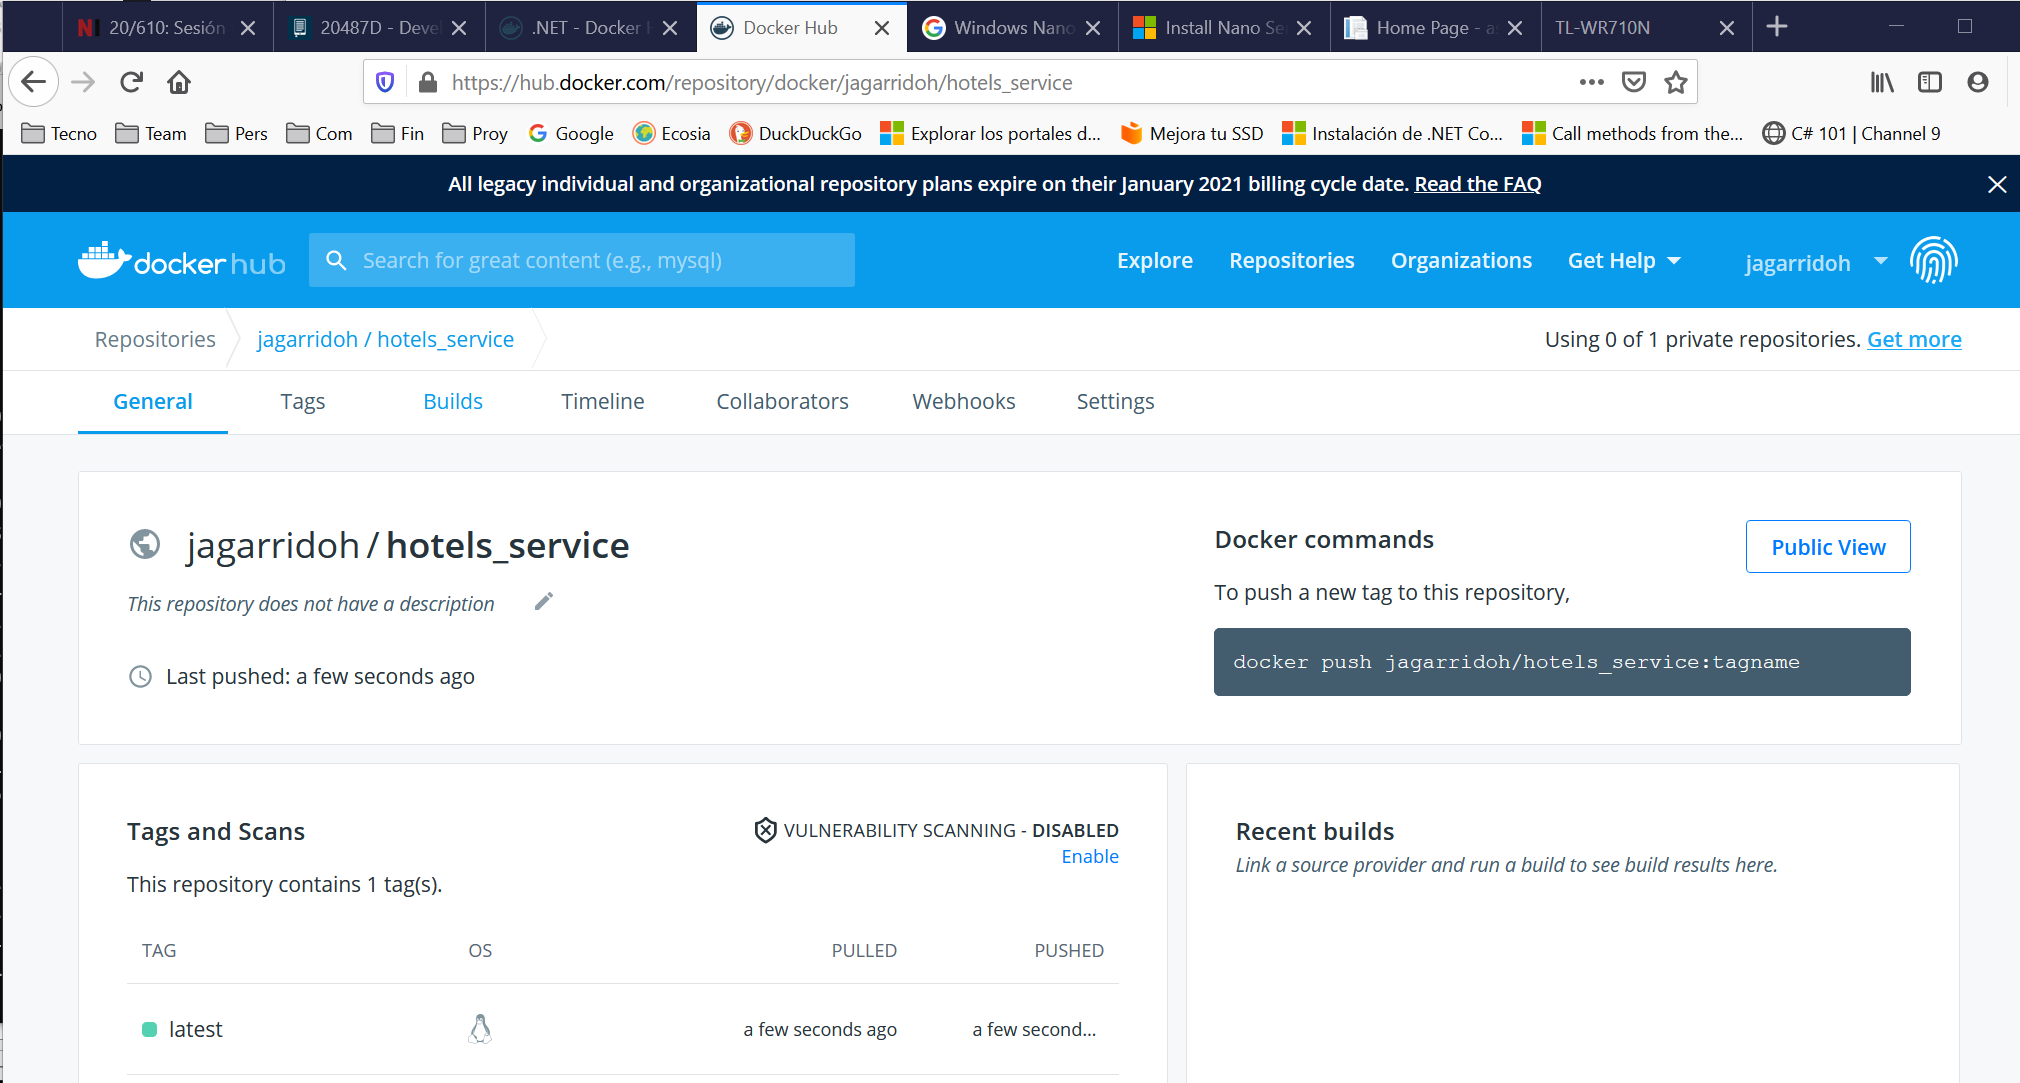 20/610: Sesión
20487D - Deve
.NET - Docker H
Docker Hub
Windows Nano
Install Nano Se
Home Page - as
TL-WR710N
https://hub.docker.com/repository/docker/jagarridoh/hotels_service
Tecno Team Pers Com Fin Proy Google Ecosia DuckDuckGo Explorar los portales d... Mejora tu SSD Instalación de .NET Co... Call methods from the... C# 101 | Channel 9
All legacy individual and organizational repository plans expire on their January 2021 billing cycle date. Read the FAQ
docker hub
Search for great content (e.g., mysql)
Explore Repositories Organizations Get Help jagarridoh
Repositories jagarridoh / hotels_service
Using 0 of 1 private repositories. Get more
General Tags Builds Timeline Collaborators Webhooks Settings
jagarridoh / hotels_service
This repository does not have a description
Last pushed: a few seconds ago
Docker commands
Public View
To push a new tag to this repository,
docker push jagarridoh/hotels_service:tagname
Tags and Scans
VULNERABILITY SCANNING - DISABLED
Enable
This repository contains 1 tag(s).
TAG OS PULLED PUSHED
latest a few seconds ago a few second...
Recent builds
Link a source provider and run a build to see build results here.